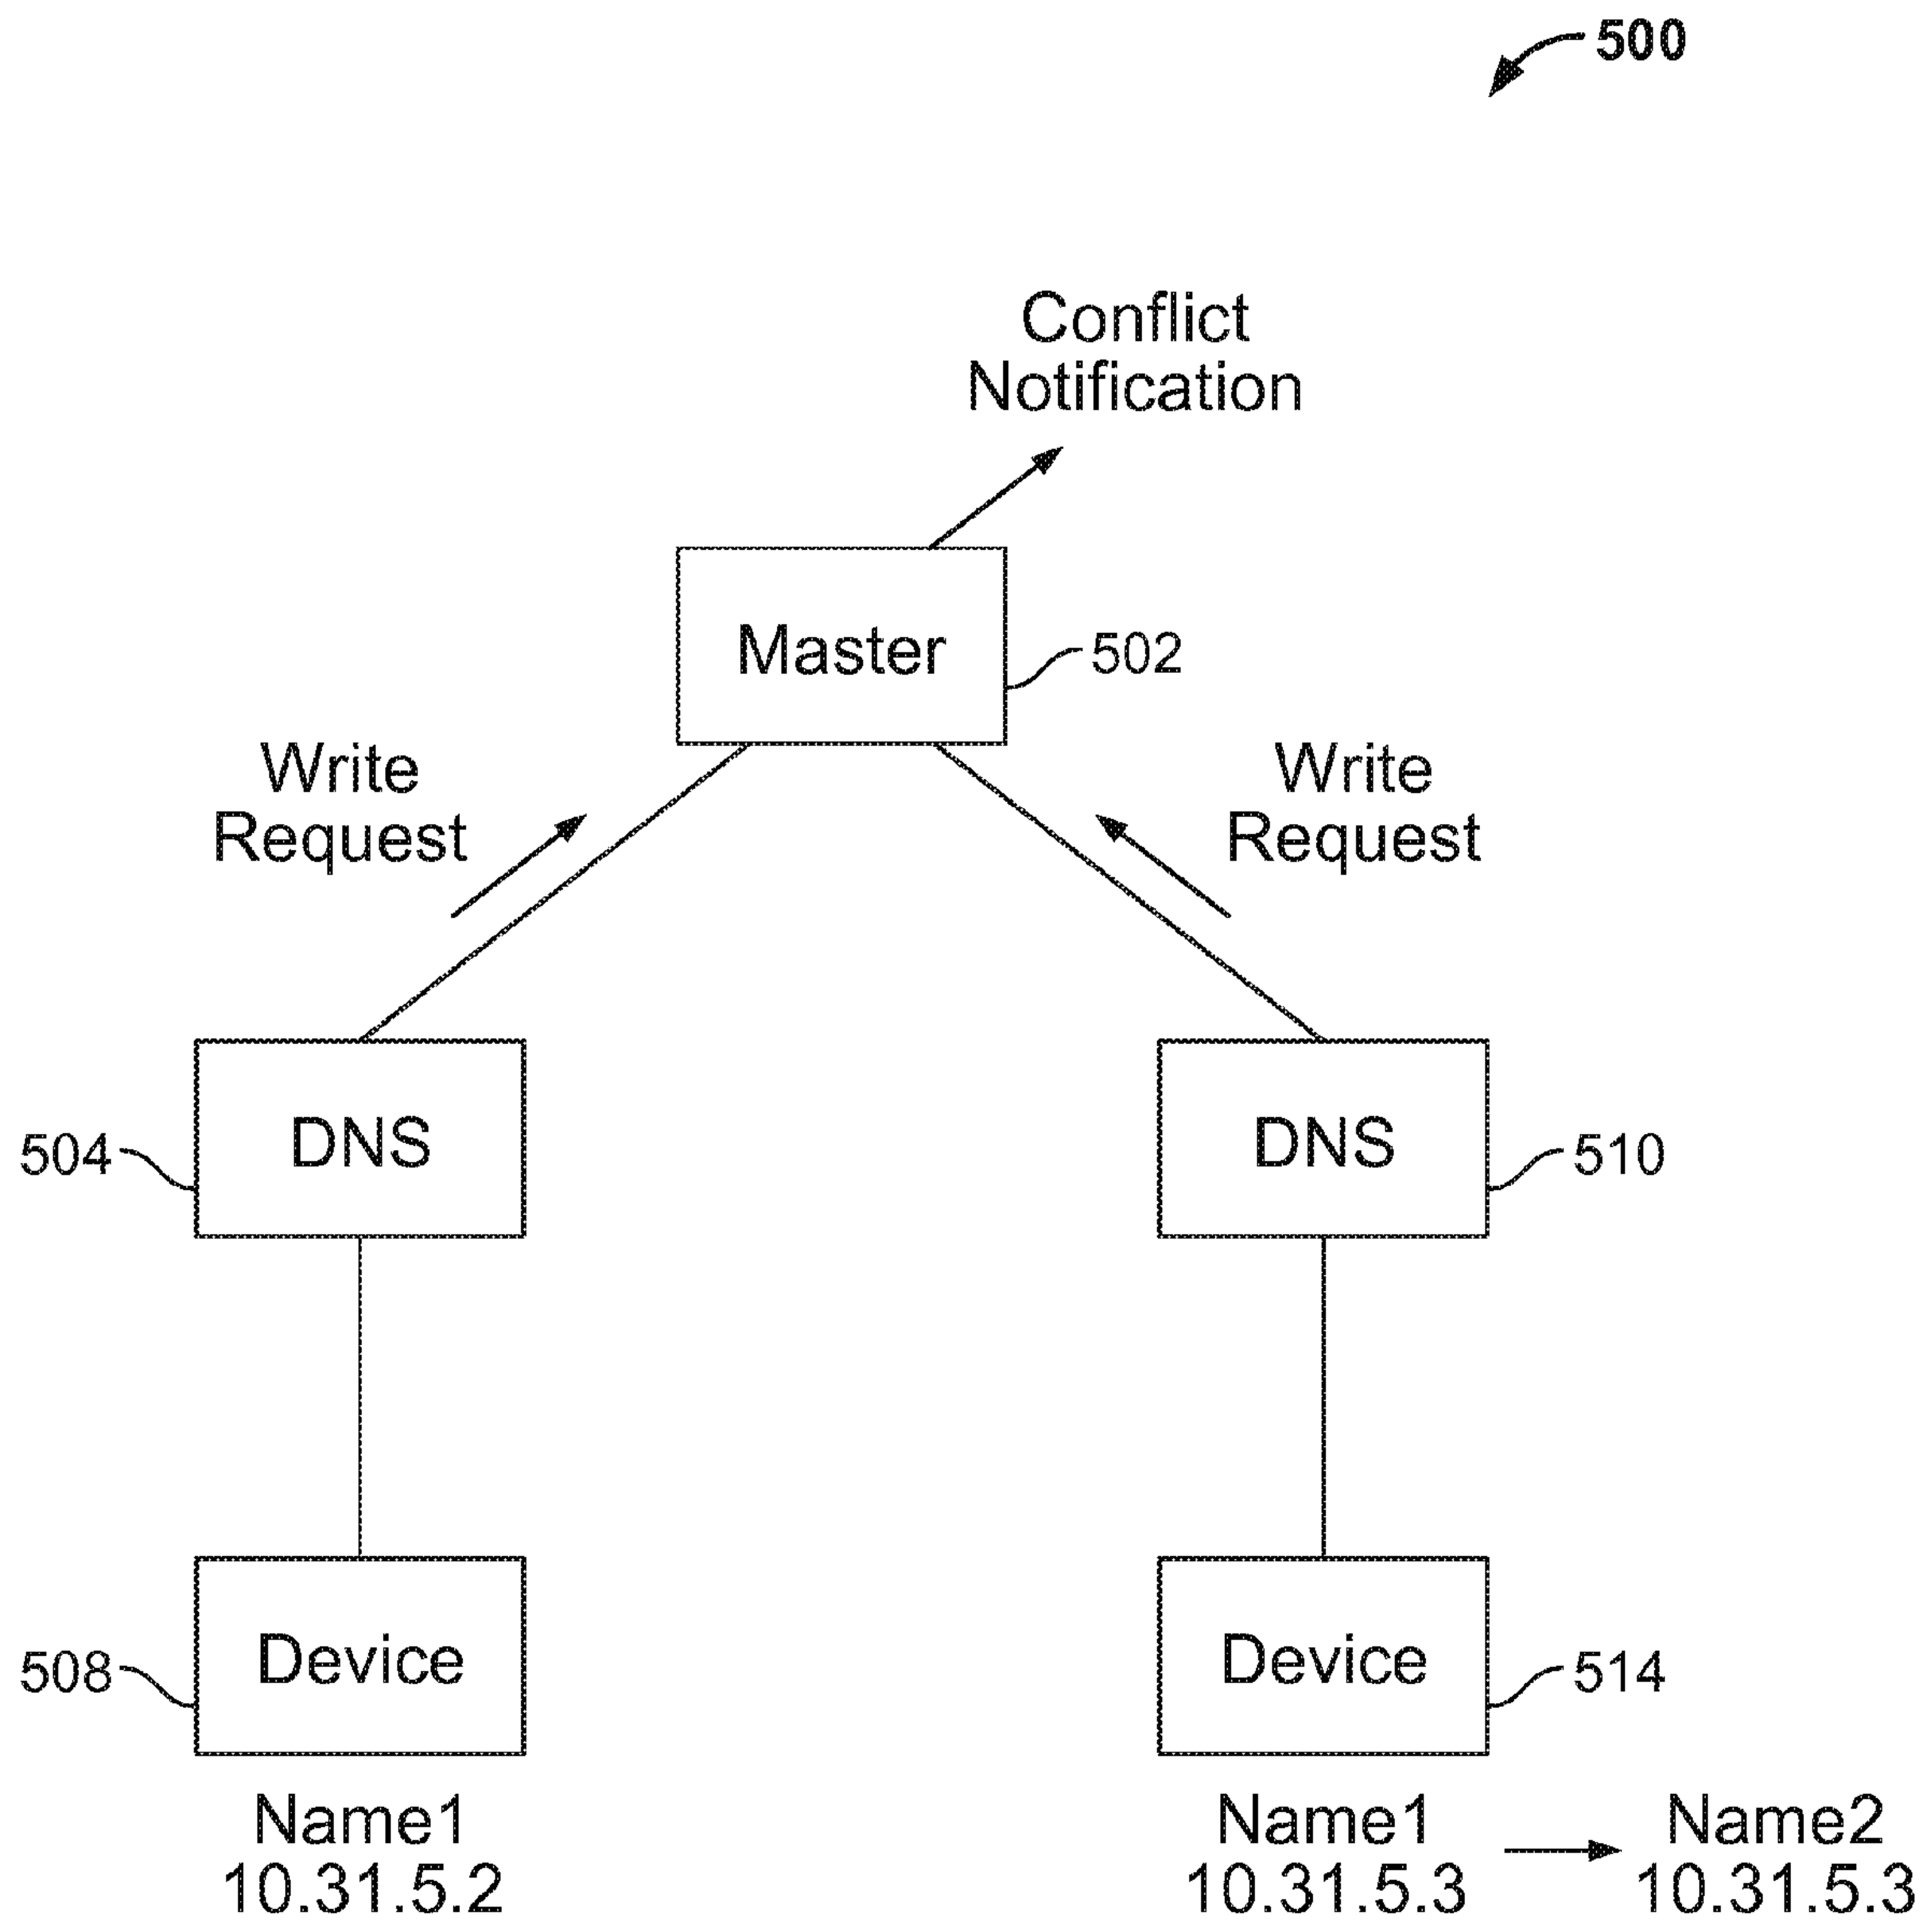 500
Conflict
Notification
Master
502
Write
Request
Write
Request
DNS
504
DNS
510
Device
508
Device
514
Name1
10.31.5.2
Name1
10.31.5.3
Name2
10.31.5.3